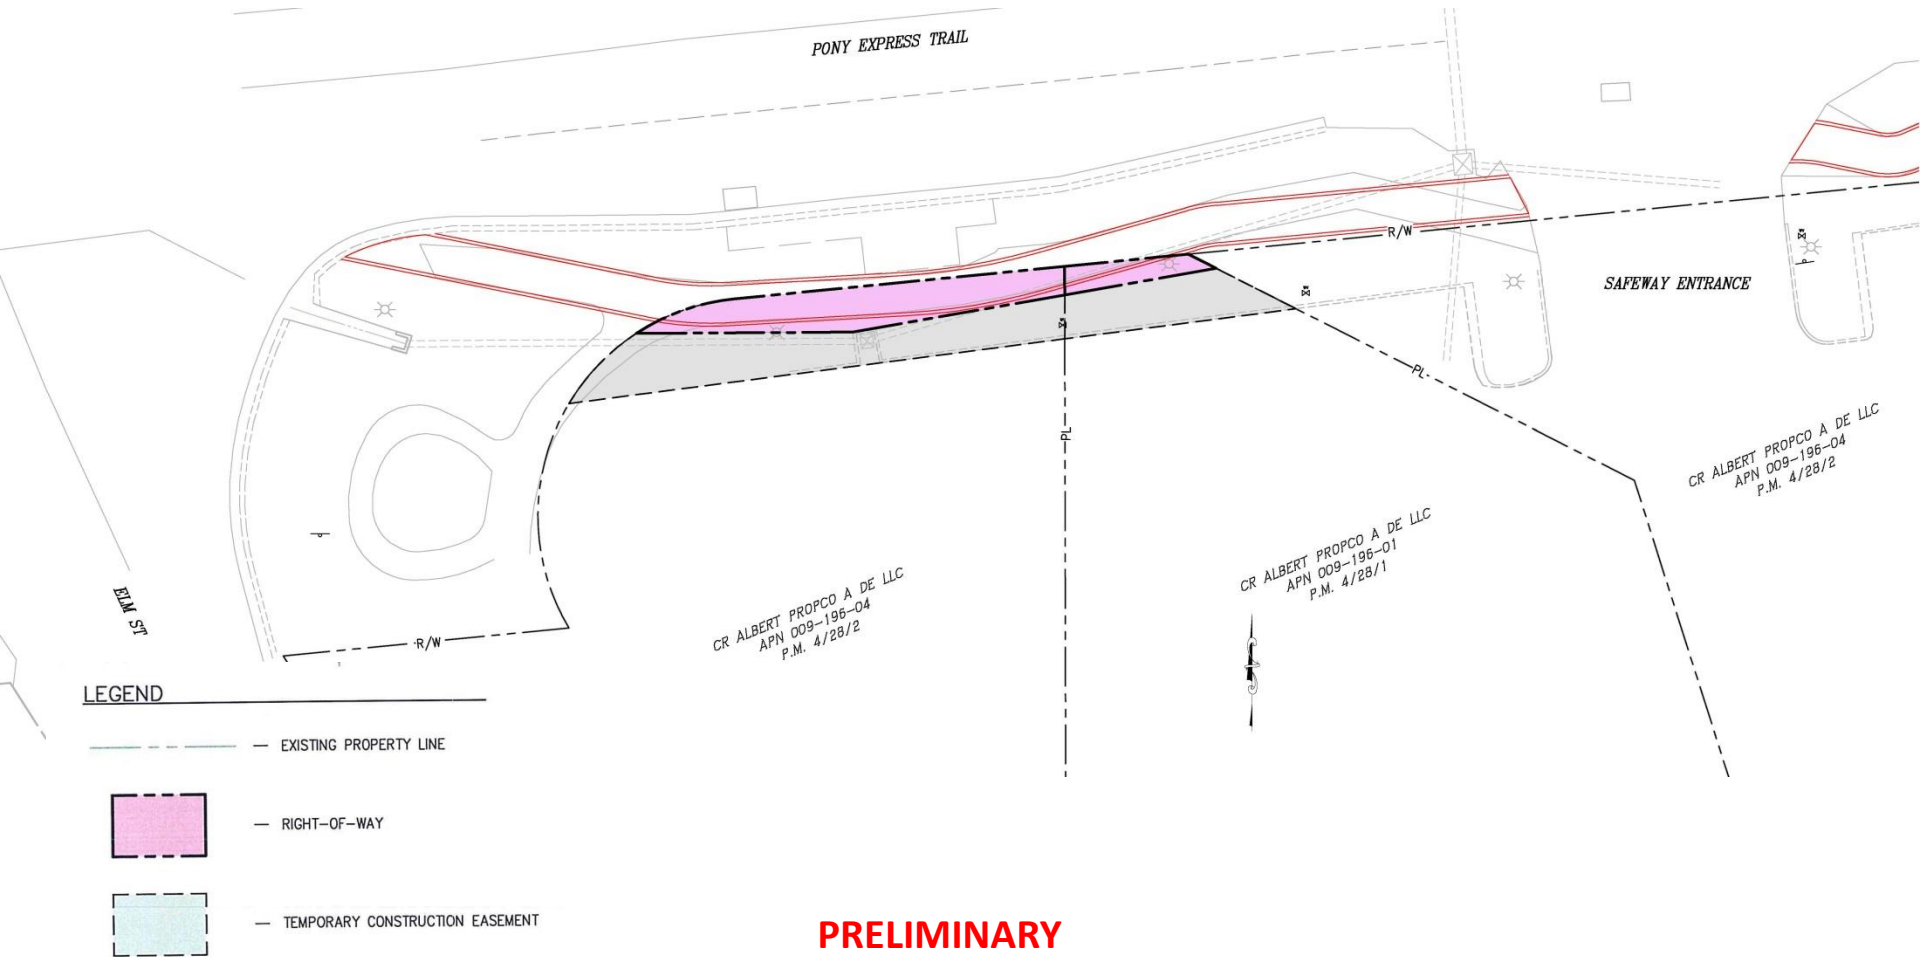 PONY EXPRESS TRAIL
R/W
SAFEWAY ENTRANCE
PL
PL
CR ALBERT PROPCO A DE LLC
APN 009-196-04
P.M. 4/28/2
CR ALBERT PROPCO A DE LLC
APN 009-196-01
P.M. 4/28/1
CR ALBERT PROPCO A DE LLC
APN 009-196-04
P.M. 4/28/2
ELM ST
R/W
LEGEND
— EXISTING PROPERTY LINE
— RIGHT-OF-WAY
— TEMPORARY CONSTRUCTION EASEMENT
PRELIMINARY